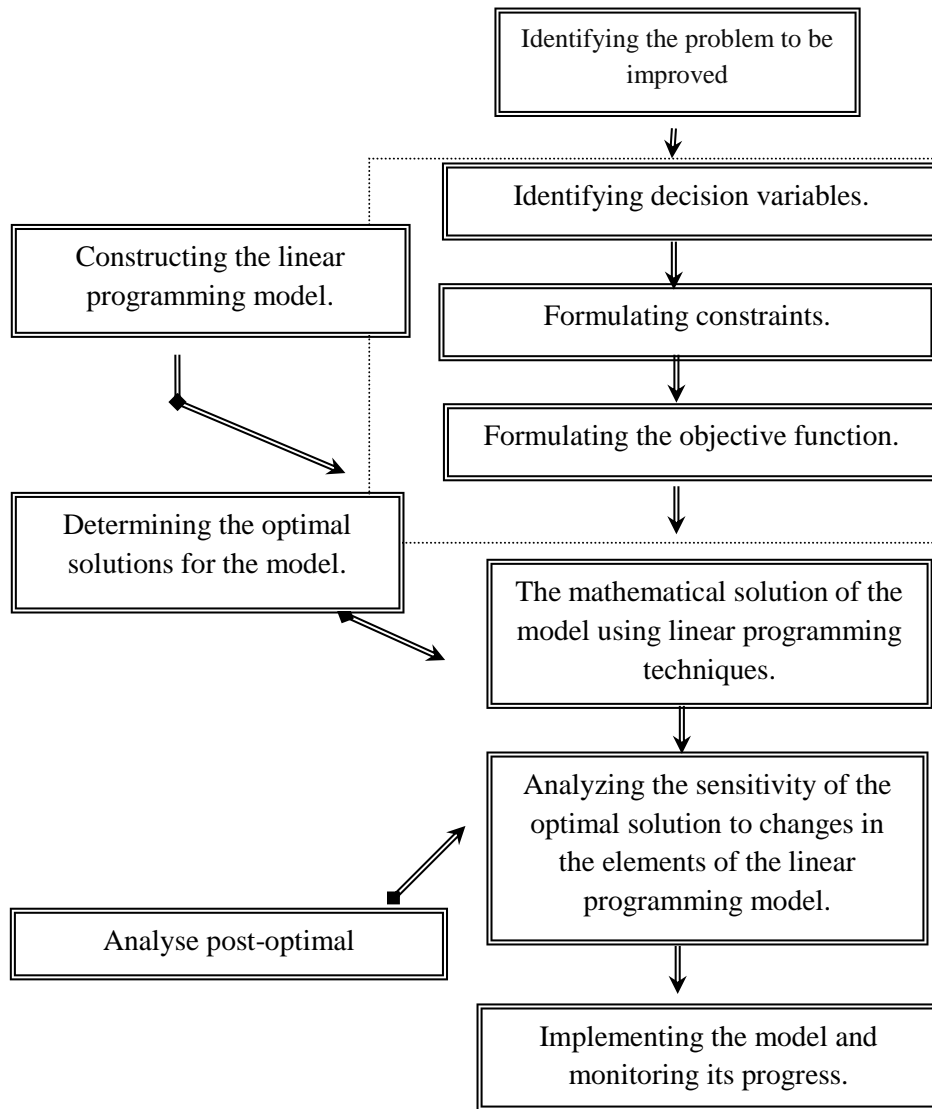 Identifying the problem to be
improved
Identifying decision variables.
Constructing the linear
programming model.
Formulating constraints.
Formulating the objective function.
Determining the optimal
solutions for the model.
The mathematical solution of the
model using linear programming
techniques.
Analyzing the sensitivity of the
optimal solution to changes in
the elements of the linear
programming model.
Analyse post-optimal
Implementing the model and
monitoring its progress.